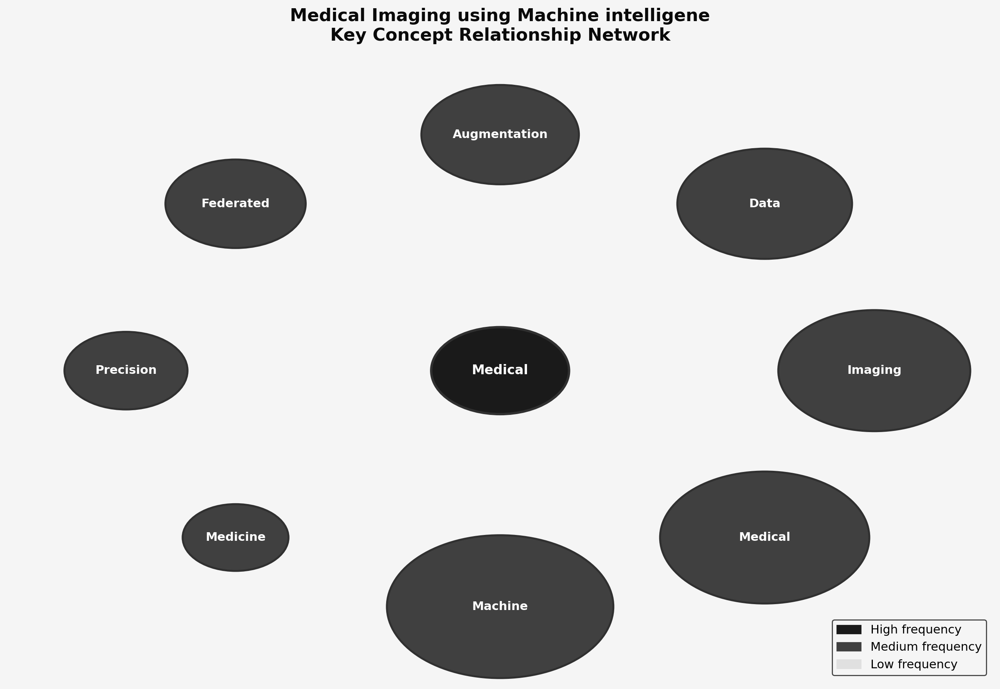 Medical Imaging using Machine intelligene
Key Concept Relationship Network
Augmentation
Federated
Data
Precision
Medical
Imaging
Medicine
Medical
Machine
High frequency
Medium frequency
Low frequency